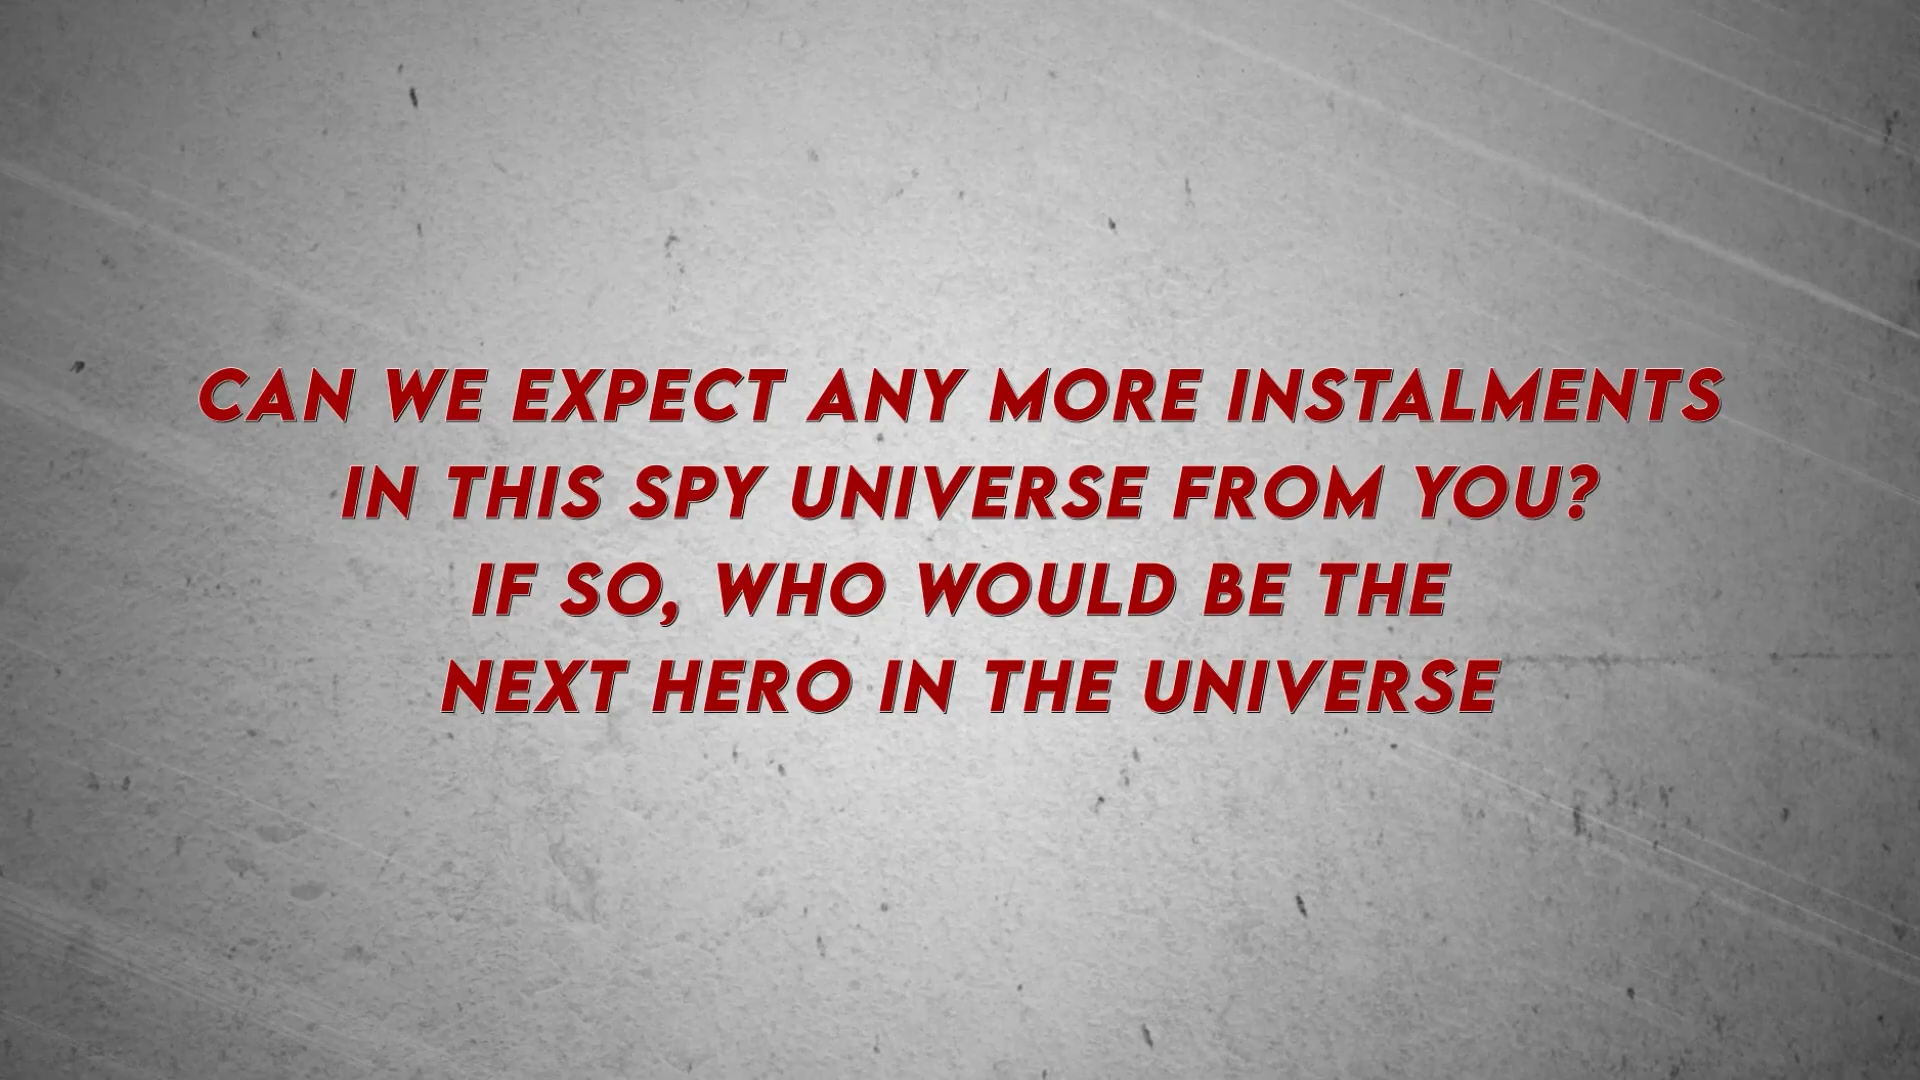 CAN WE EXPECT ANY MORE INSTALMENTS
IN THIS SPY UNIVERSE FROM YOU?
IF SO, WHO WOULD BE THE
NEXT HERO IN THE UNIVERSE